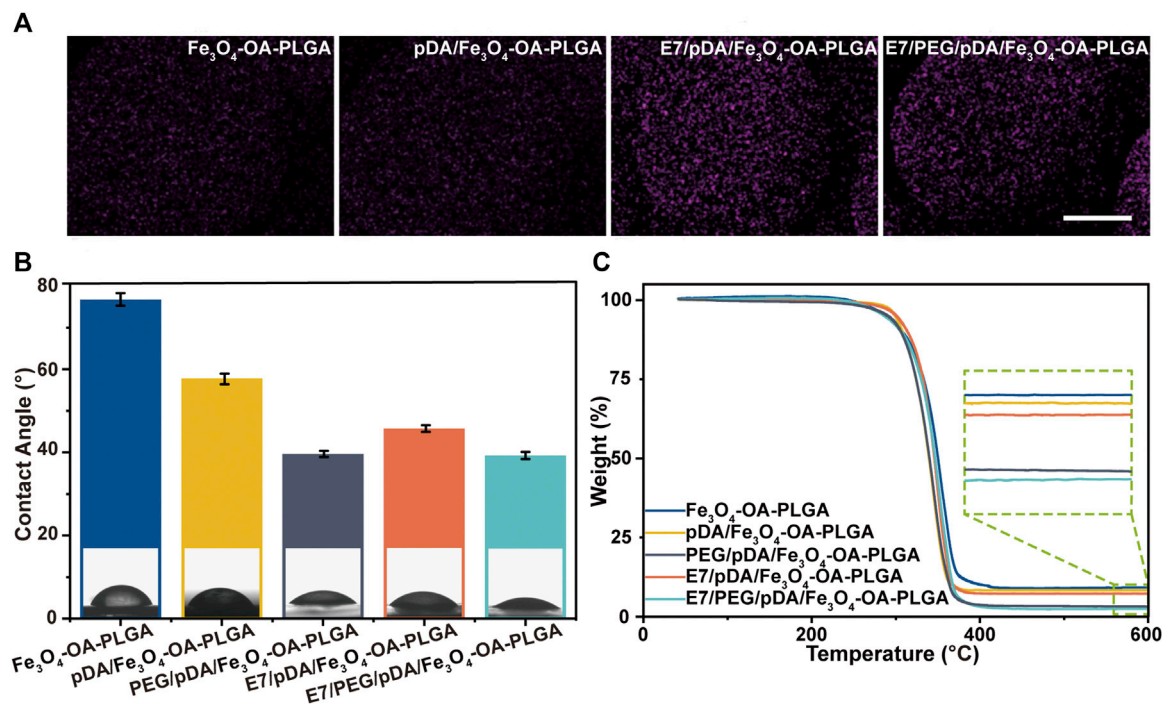 A
Fe₃O₄-OA-PLGA
pDA/Fe₃O₄-OA-PLGA
E7/pDA/Fe₃O₄-OA-PLGA
E7/PEG/pDA/Fe₃O₄-OA-PLGA
B
Contact Angle (°)
80
60
40
20
0
Fe₃O₄-OA-PLGA
pDA/Fe₃O₄-OA-PLGA
PEG/pDA/Fe₃O₄-OA-PLGA
E7/pDA/Fe₃O₄-OA-PLGA
E7/PEG/pDA/Fe₃O₄-OA-PLGA
C
Weight (%)
100
75
50
25
0
Fe₃O₄-OA-PLGA
pDA/Fe₃O₄-OA-PLGA
PEG/pDA/Fe₃O₄-OA-PLGA
E7/pDA/Fe₃O₄-OA-PLGA
E7/PEG/pDA/Fe₃O₄-OA-PLGA
0 200 400 600
Temperature (°C)